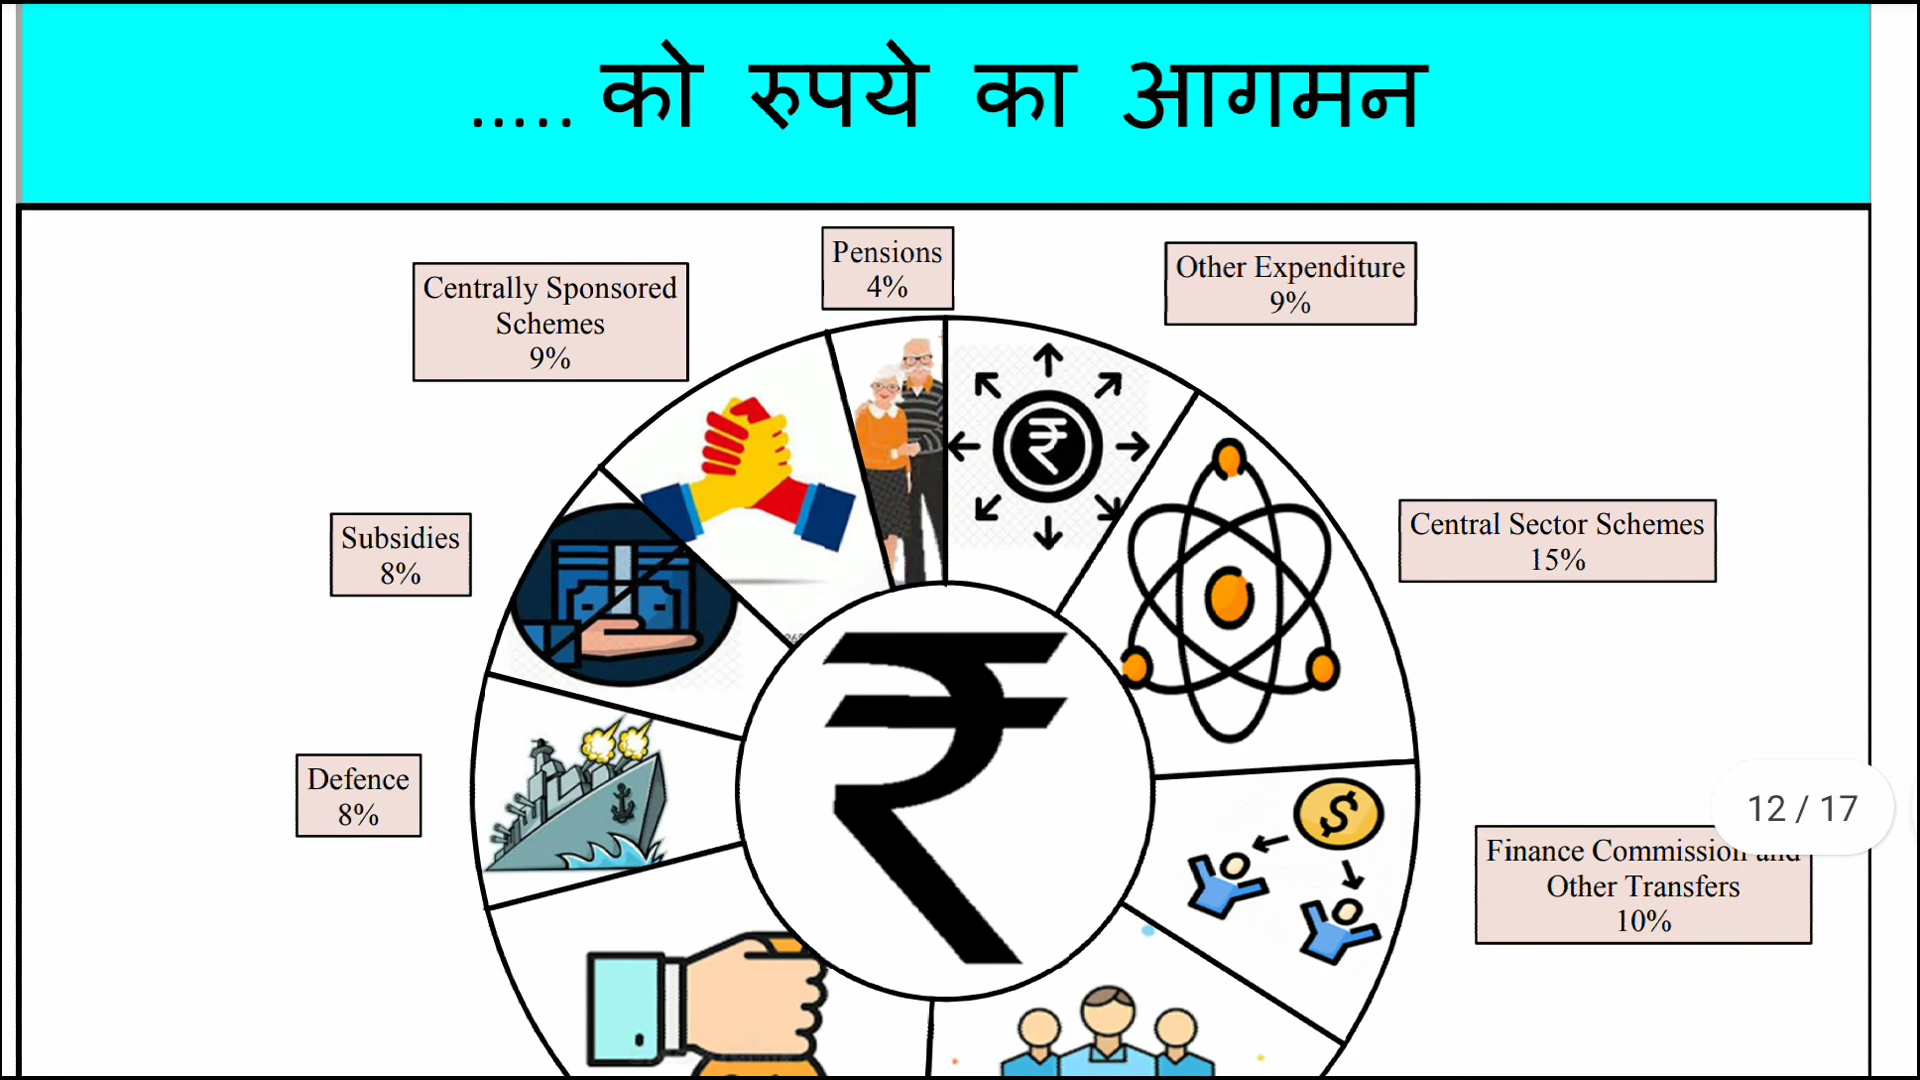 ..... को रुपये का आगमन
Pensions
4%
Other Expenditure
9%
Centrally Sponsored
Schemes
9%
Central Sector Schemes
15%
Subsidies
8%
Defence
8%
12 / 17
Finance Commission and
Other Transfers
10%